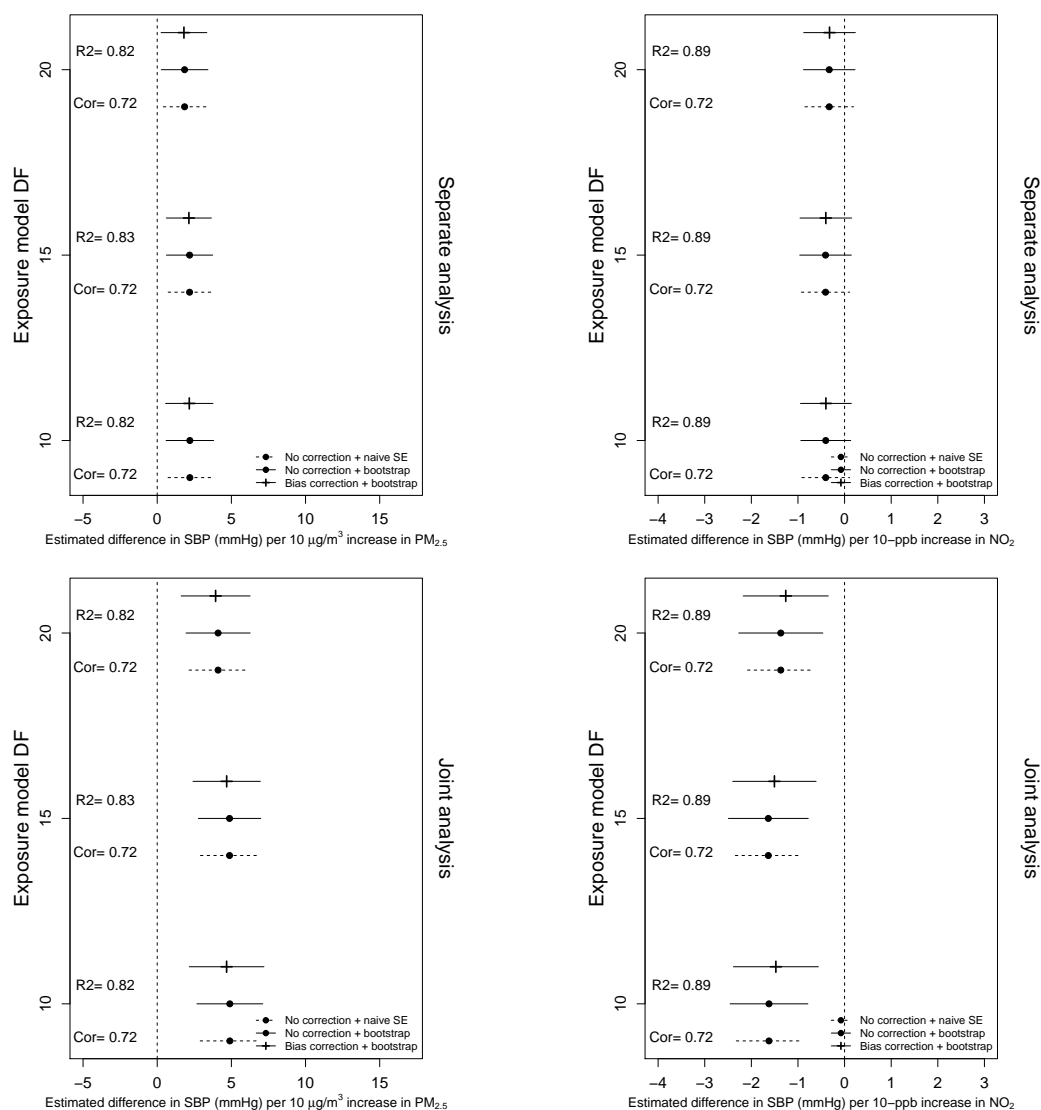 R2= 0.82
Cor= 0.72
R2= 0.83
Cor= 0.72
R2= 0.82
Cor= 0.72
20
15
10
Exposure model DF
Separate analysis
No correction + naive SE
No correction + bootstrap
Bias correction + bootstrap
−5 0 5 10 15
Estimated difference in SBP (mmHg) per 10 μg/m³ increase in PM₂.₅
R2= 0.89
Cor= 0.72
R2= 0.89
Cor= 0.72
R2= 0.89
Cor= 0.72
20
15
10
Exposure model DF
Separate analysis
No correction + naive SE
No correction + bootstrap
Bias correction + bootstrap
−4 −3 −2 −1 0 1 2 3
Estimated difference in SBP (mmHg) per 10−ppb increase in NO₂
R2= 0.82
Cor= 0.72
R2= 0.83
Cor= 0.72
R2= 0.82
Cor= 0.72
20
15
10
Exposure model DF
Joint analysis
No correction + naive SE
No correction + bootstrap
Bias correction + bootstrap
−5 0 5 10 15
Estimated difference in SBP (mmHg) per 10 μg/m³ increase in PM₂.₅
R2= 0.89
Cor= 0.72
R2= 0.89
Cor= 0.72
R2= 0.89
Cor= 0.72
20
15
10
Exposure model DF
Joint analysis
No correction + naive SE
No correction + bootstrap
Bias correction + bootstrap
−4 −3 −2 −1 0 1 2 3
Estimated difference in SBP (mmHg) per 10−ppb increase in NO₂